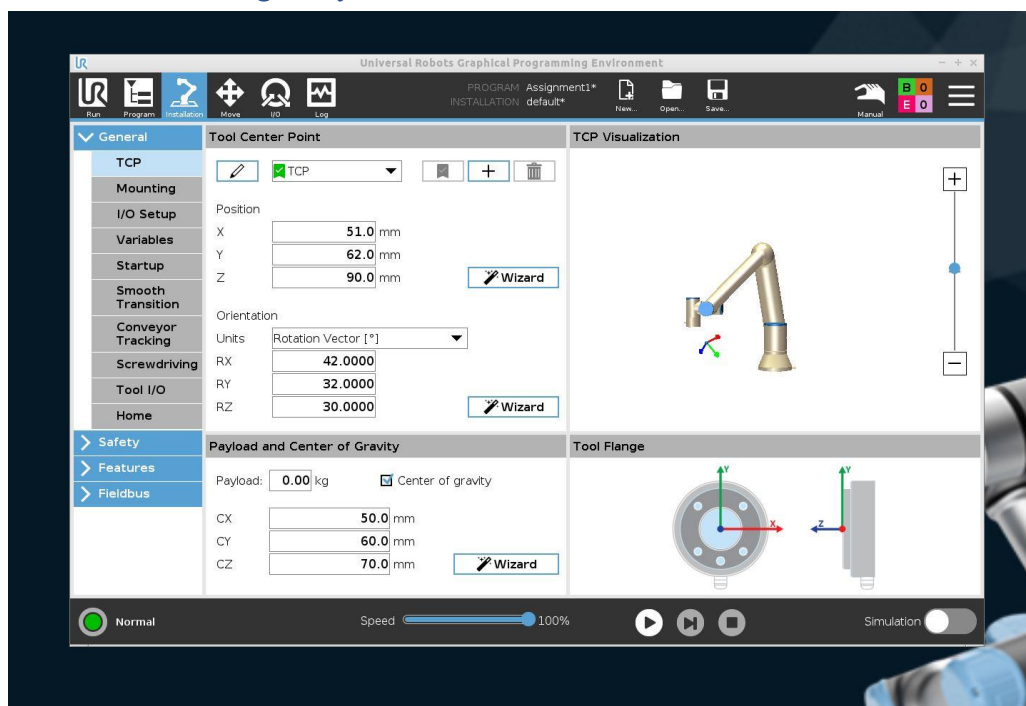 Universal Robots Graphical Programming Environment
UR
Run
Program
Installation
Move
I/O
Log
PROGRAM Assignment1*
INSTALLATION default*
New...
Open...
Save...
Manual
B 0
E 0
General
TCP
Mounting
I/O Setup
Variables
Startup
Smooth
Transition
Conveyor
Tracking
Screwdriving
Tool I/O
Home
Safety
Features
Fieldbus
Tool Center Point
TCP
Position
X 51.0 mm
Y 62.0 mm
Z 90.0 mm
Wizard
Orientation
Units Rotation Vector [°]
RX 42.0000
RY 32.0000
RZ 30.0000
Wizard
Payload and Center of Gravity
Payload: 0.00 kg Center of gravity
CX 50.0 mm
CY 60.0 mm
CZ 70.0 mm
Wizard
TCP Visualization
Tool Flange
Y
X
Y
Z
Normal
Speed 100%
Simulation